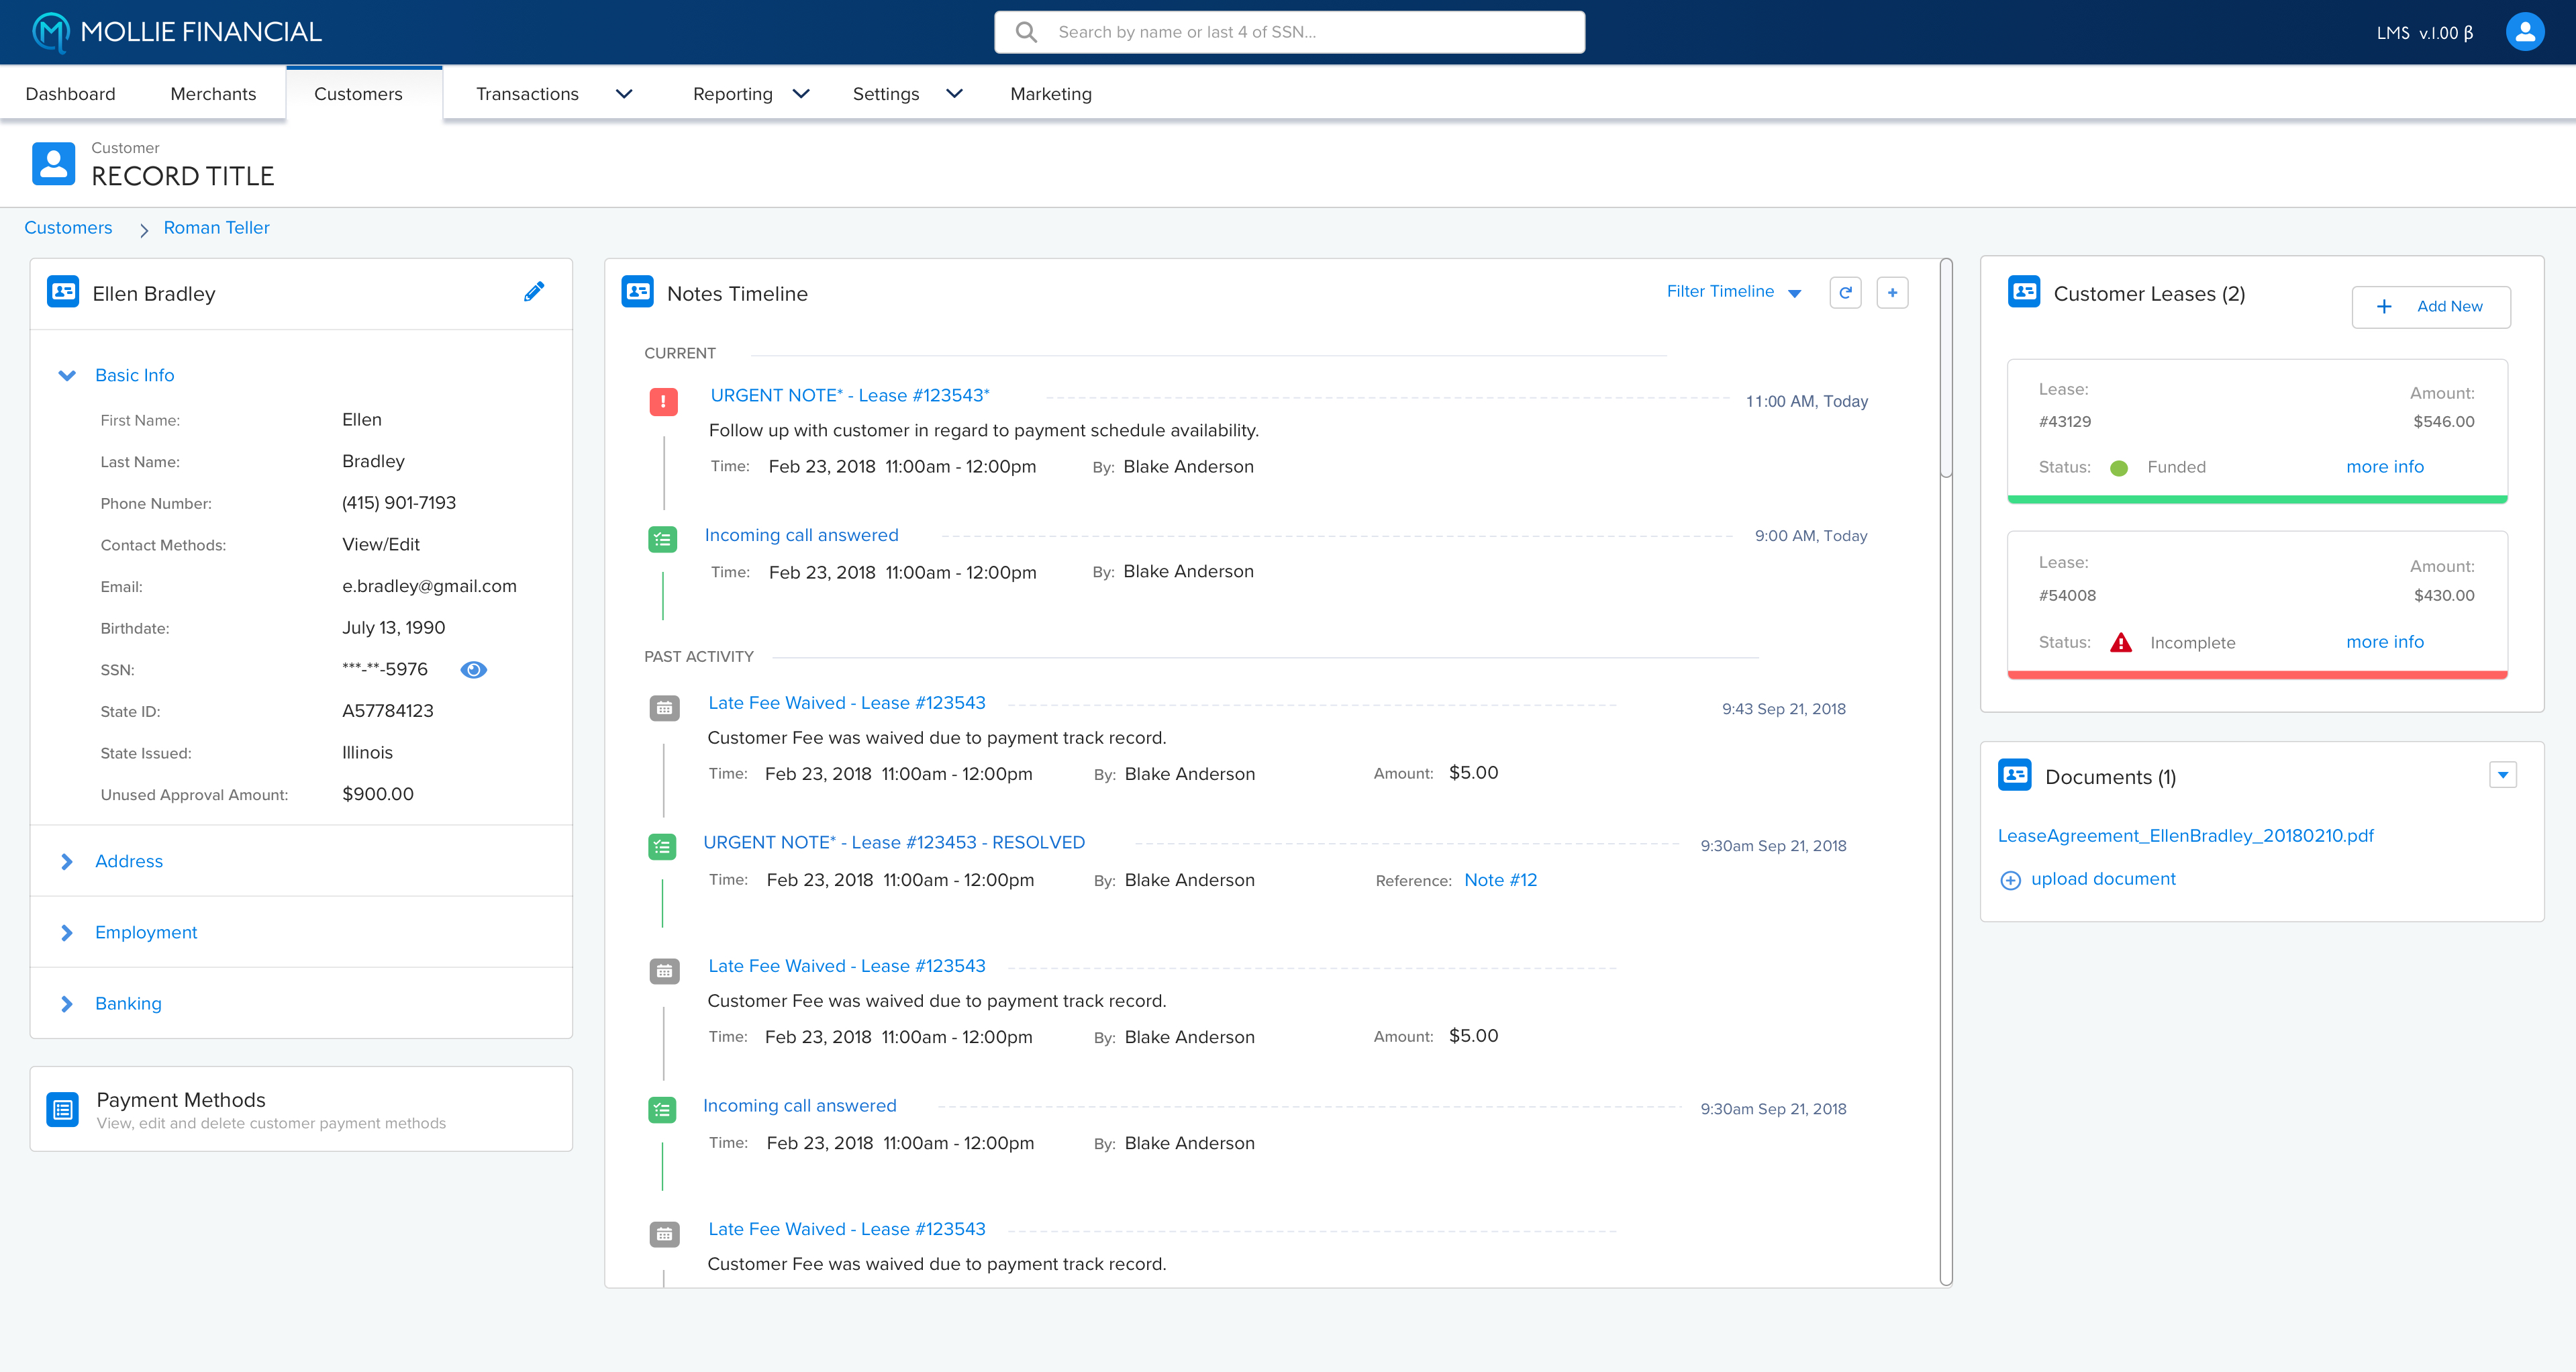 MOLLIE FINANCIAL
Search by name or last 4 of SSN...
LMS v.1.00 β
Dashboard Merchants Customers Transactions Reporting Settings Marketing
Customer
RECORD TITLE
Customers Roman Teller
Ellen Bradley
Basic Info
First Name: Ellen
Last Name: Bradley
Phone Number: (415) 901-7193
Contact Methods: View/Edit
Email: e.bradley@gmail.com
Birthdate: July 13, 1990
SSN: ***-**-5976
State ID: A57784123
State Issued: Illinois
Unused Approval Amount: $900.00
Address
Employment
Banking
Payment Methods
View, edit and delete customer payment methods
Notes Timeline
Filter Timeline
CURRENT
URGENT NOTE* - Lease #123543* 11:00 AM, Today
Follow up with customer in regard to payment schedule availability.
Time: Feb 23, 2018 11:00am - 12:00pm By: Blake Anderson
Incoming call answered 9:00 AM, Today
Time: Feb 23, 2018 11:00am - 12:00pm By: Blake Anderson
PAST ACTIVITY
Late Fee Waived - Lease #123543 9:43 Sep 21, 2018
Customer Fee was waived due to payment track record.
Time: Feb 23, 2018 11:00am - 12:00pm By: Blake Anderson Amount: $5.00
URGENT NOTE* - Lease #123453 - RESOLVED 9:30am Sep 21, 2018
Time: Feb 23, 2018 11:00am - 12:00pm By: Blake Anderson Reference: Note #12
Late Fee Waived - Lease #123543
Customer Fee was waived due to payment track record.
Time: Feb 23, 2018 11:00am - 12:00pm By: Blake Anderson Amount: $5.00
Incoming call answered 9:30am Sep 21, 2018
Time: Feb 23, 2018 11:00am - 12:00pm By: Blake Anderson
Late Fee Waived - Lease #123543
Customer Fee was waived due to payment track record.
Customer Leases (2)
+ Add New
Lease: Amount:
#43129 $546.00
Status: Funded more info
Lease: Amount:
#54008 $430.00
Status: Incomplete more info
Documents (1)
LeaseAgreement_EllenBradley_20180210.pdf
upload document